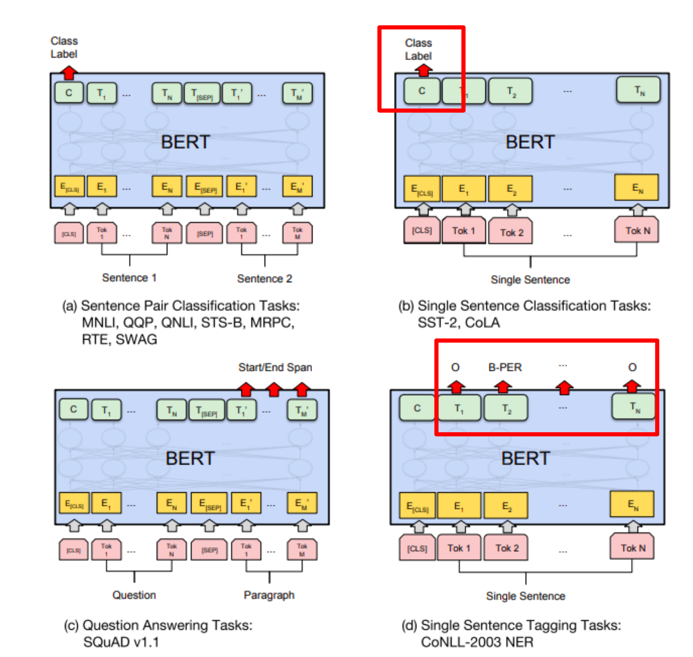 Class
Label
C T1 ... TN T[SEP] T1' ... TM'
BERT
E[CLS] E1 ... EN E[SEP] E1' ... EM'
[CLS] Tok 1 ... Tok N [SEP] Tok 1 ... Tok M
Sentence 1 Sentence 2
(a) Sentence Pair Classification Tasks:
MNLI, QQP, QNLI, STS-B, MRPC,
RTE, SWAG
Class
Label
C T1 T2 ... TN
BERT
E[CLS] E1 E2 EN
[CLS] Tok 1 Tok 2 ... Tok N
Single Sentence
(b) Single Sentence Classification Tasks:
SST-2, CoLA
Start/End Span
C T1 ... TN T[SEP] T1' ... TM'
BERT
E[CLS] E1 ... EN E[SEP] E1' ... EM'
[CLS] Tok 1 ... Tok N [SEP] Tok 1 ... Tok M
Question Paragraph
(c) Question Answering Tasks:
SQuAD v1.1
O B-PER ... O
C T1 T2 ... TN
BERT
E[CLS] E1 E2 EN
[CLS] Tok 1 Tok 2 ... Tok N
Single Sentence
(d) Single Sentence Tagging Tasks:
CoNLL-2003 NER